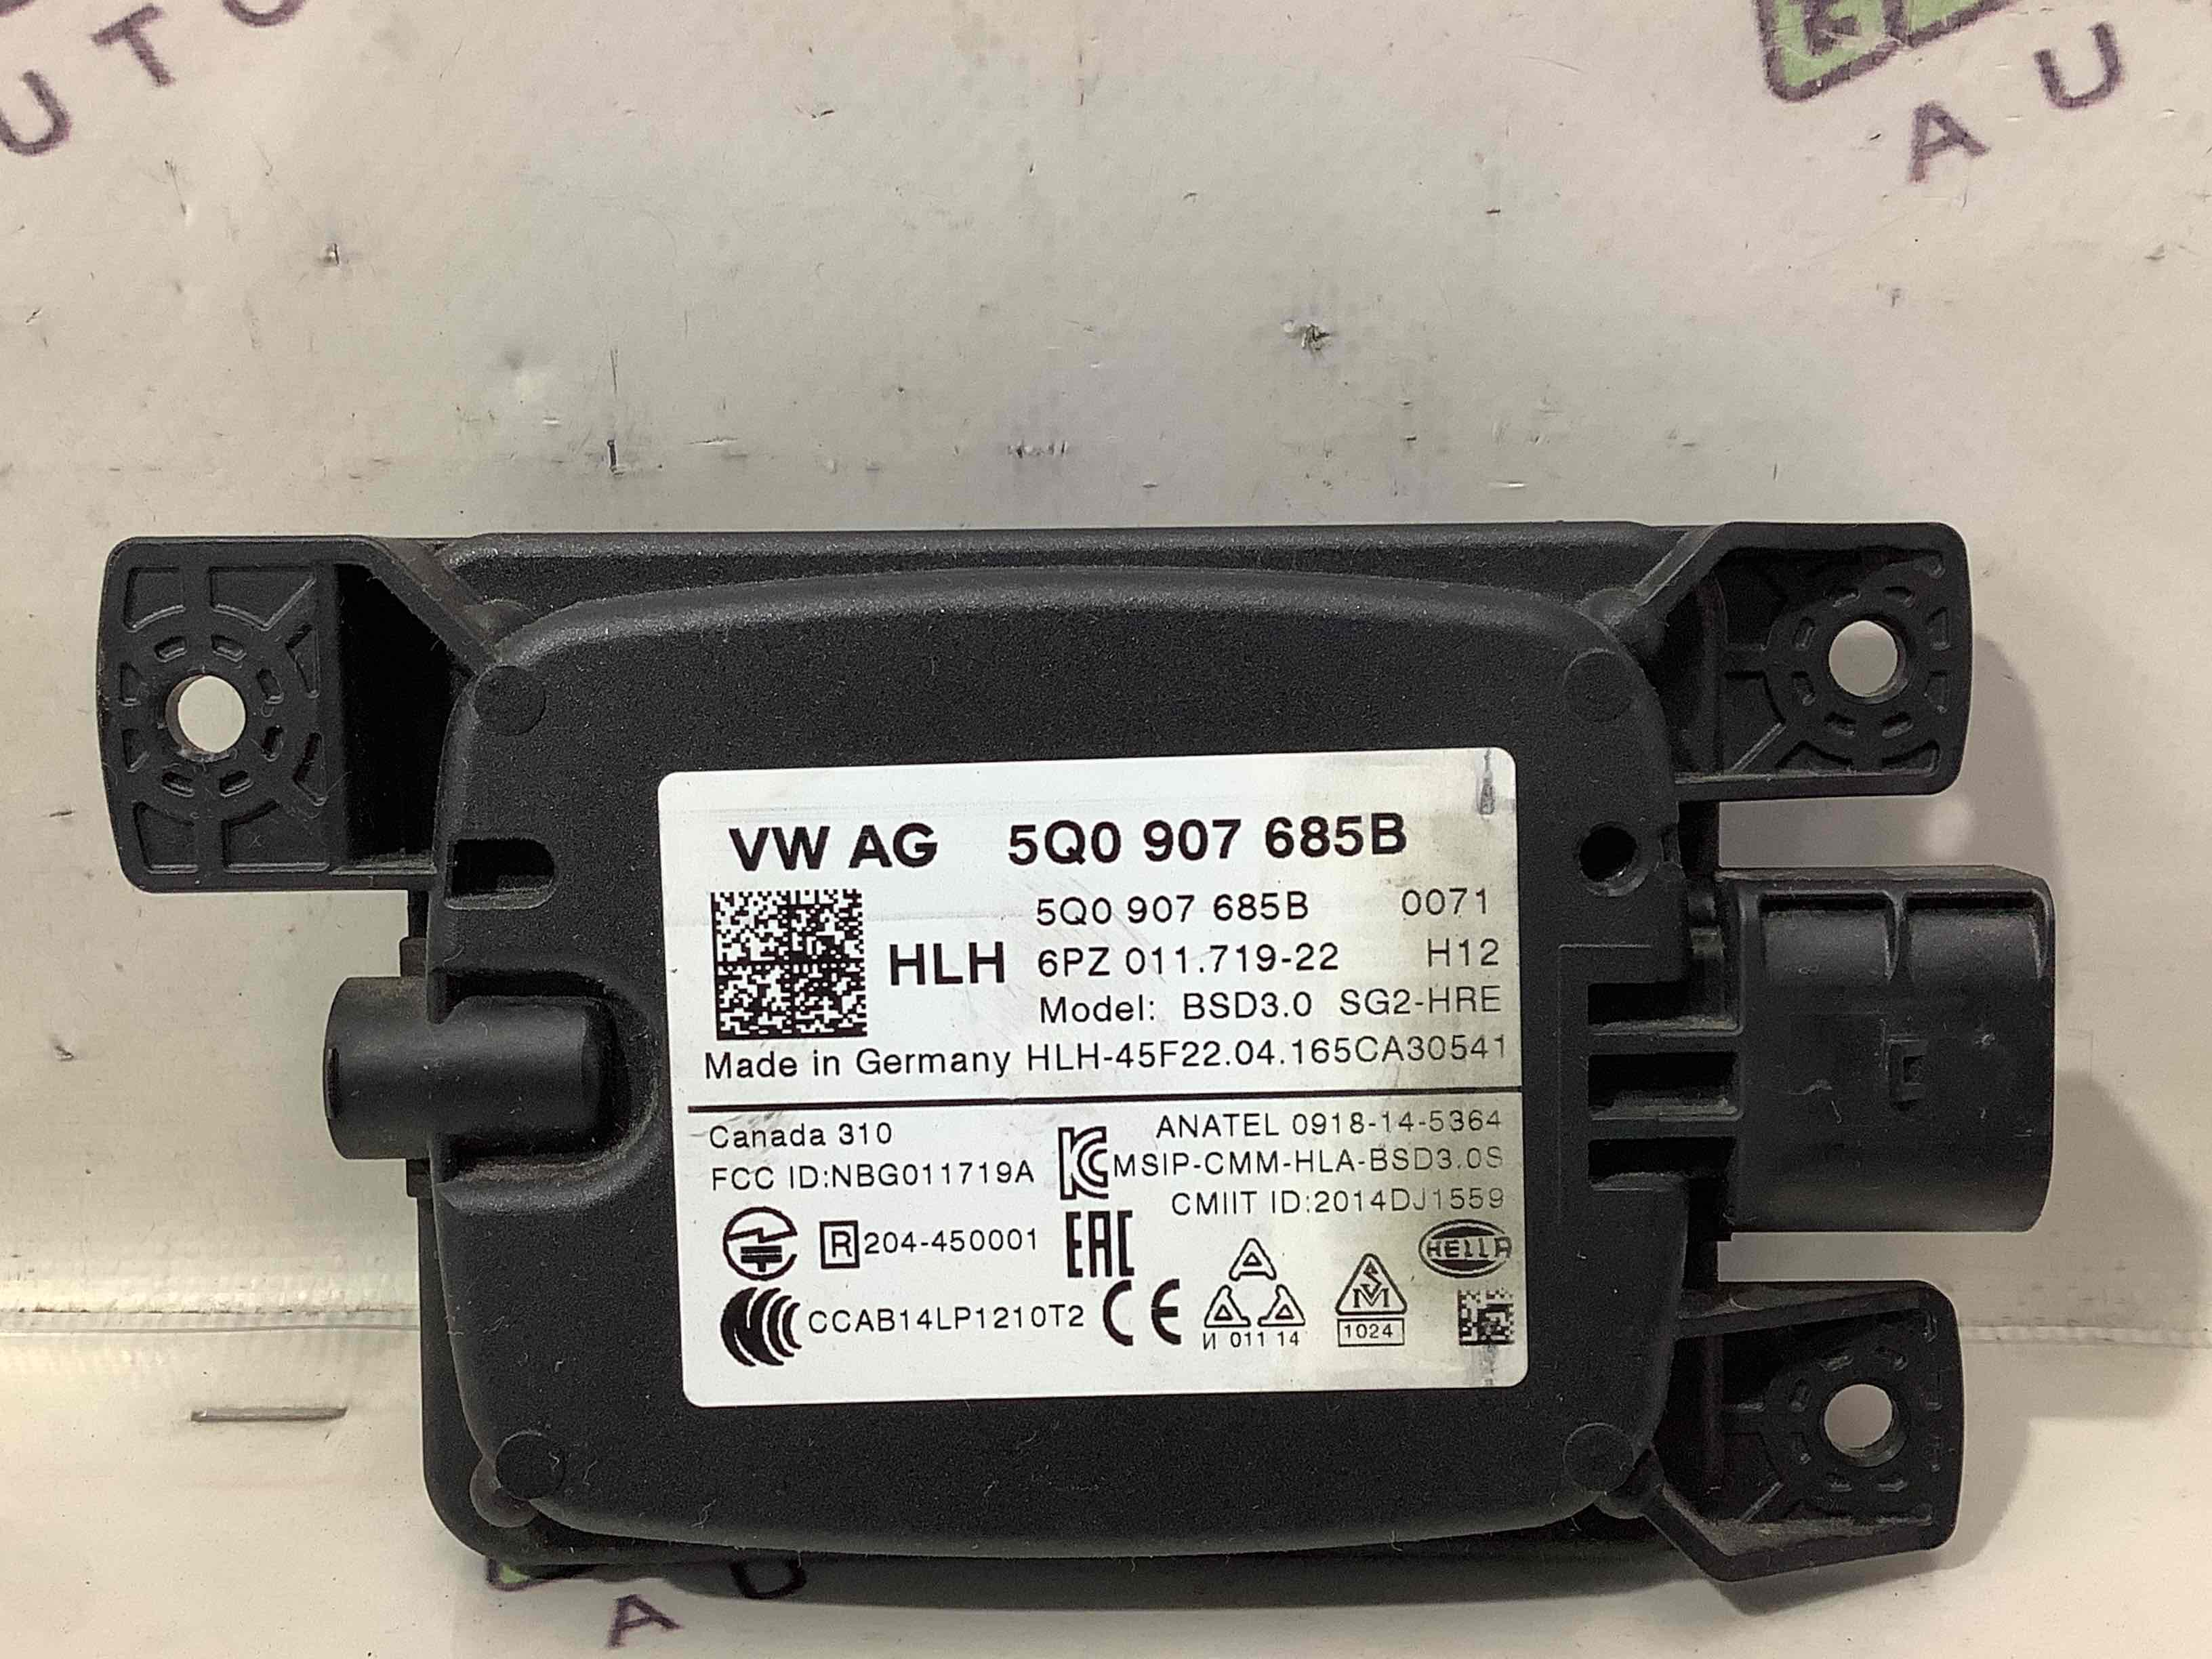 U T U
K
A U
VW AG 5Q0 907 685B
5Q0 907 685B 0071
HLH 6PZ 011.719-22 H12
Model: BSD3.0 SG2-HRE
Made in Germany HLH-45F22.04.165CA30541
Canada 310 ANATEL 0918-14-5364
FCC ID:NBG011719A MSIP-CMM-HLA-BSD3.0S
CMIIT ID:2014DJ1559
R 204-450001 EAC HELLA
CCAB14LP1210T2 CE
И 011 14 1024
A U